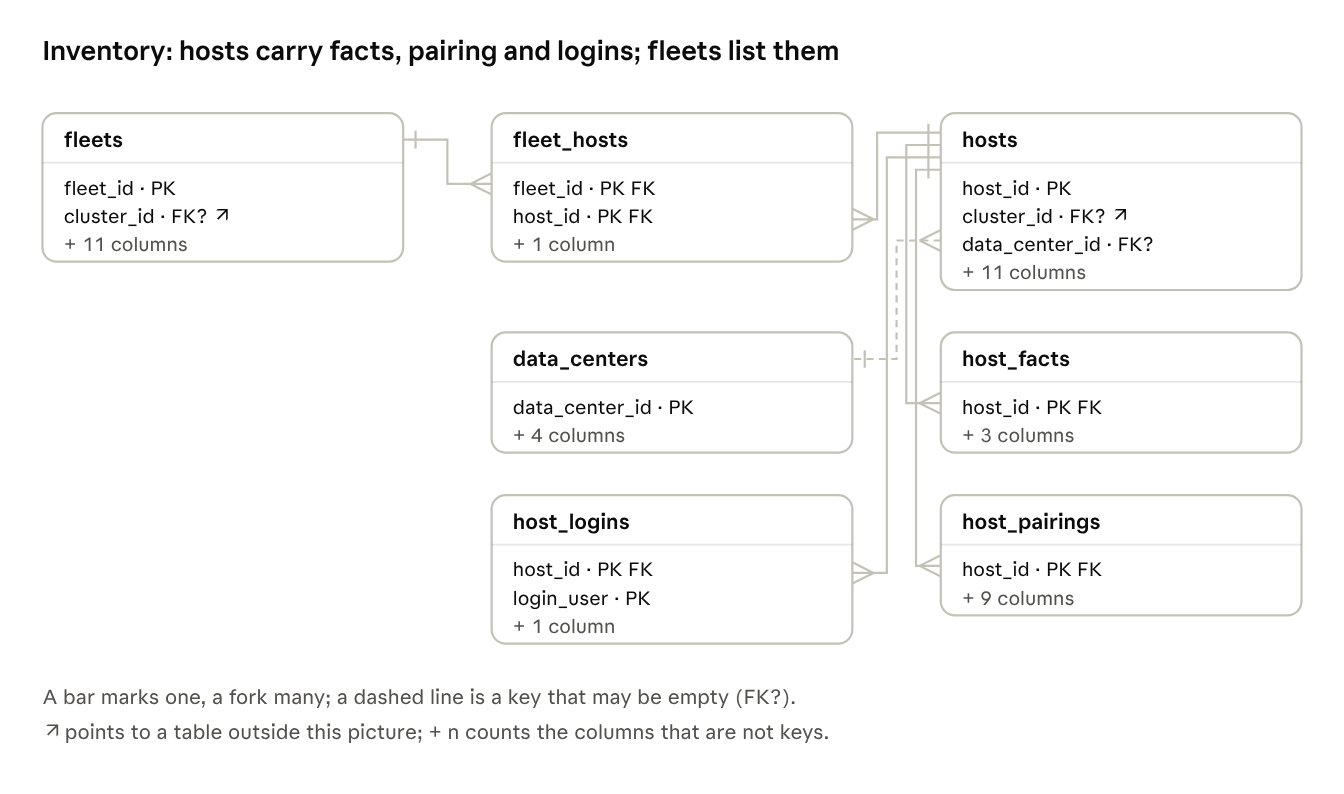 Inventory: hosts carry facts, pairing and logins; fleets list them
fleets
fleet_id · PK
cluster_id · FK? ↗
+ 11 columns
fleet_hosts
fleet_id · PK FK
host_id · PK FK
+ 1 column
hosts
host_id · PK
cluster_id · FK? ↗
data_center_id · FK?
+ 11 columns
data_centers
data_center_id · PK
+ 4 columns
host_facts
host_id · PK FK
+ 3 columns
host_logins
host_id · PK FK
login_user · PK
+ 1 column
host_pairings
host_id · PK FK
+ 9 columns
A bar marks one, a fork many; a dashed line is a key that may be empty (FK?).
↗ points to a table outside this picture; + n counts the columns that are not keys.